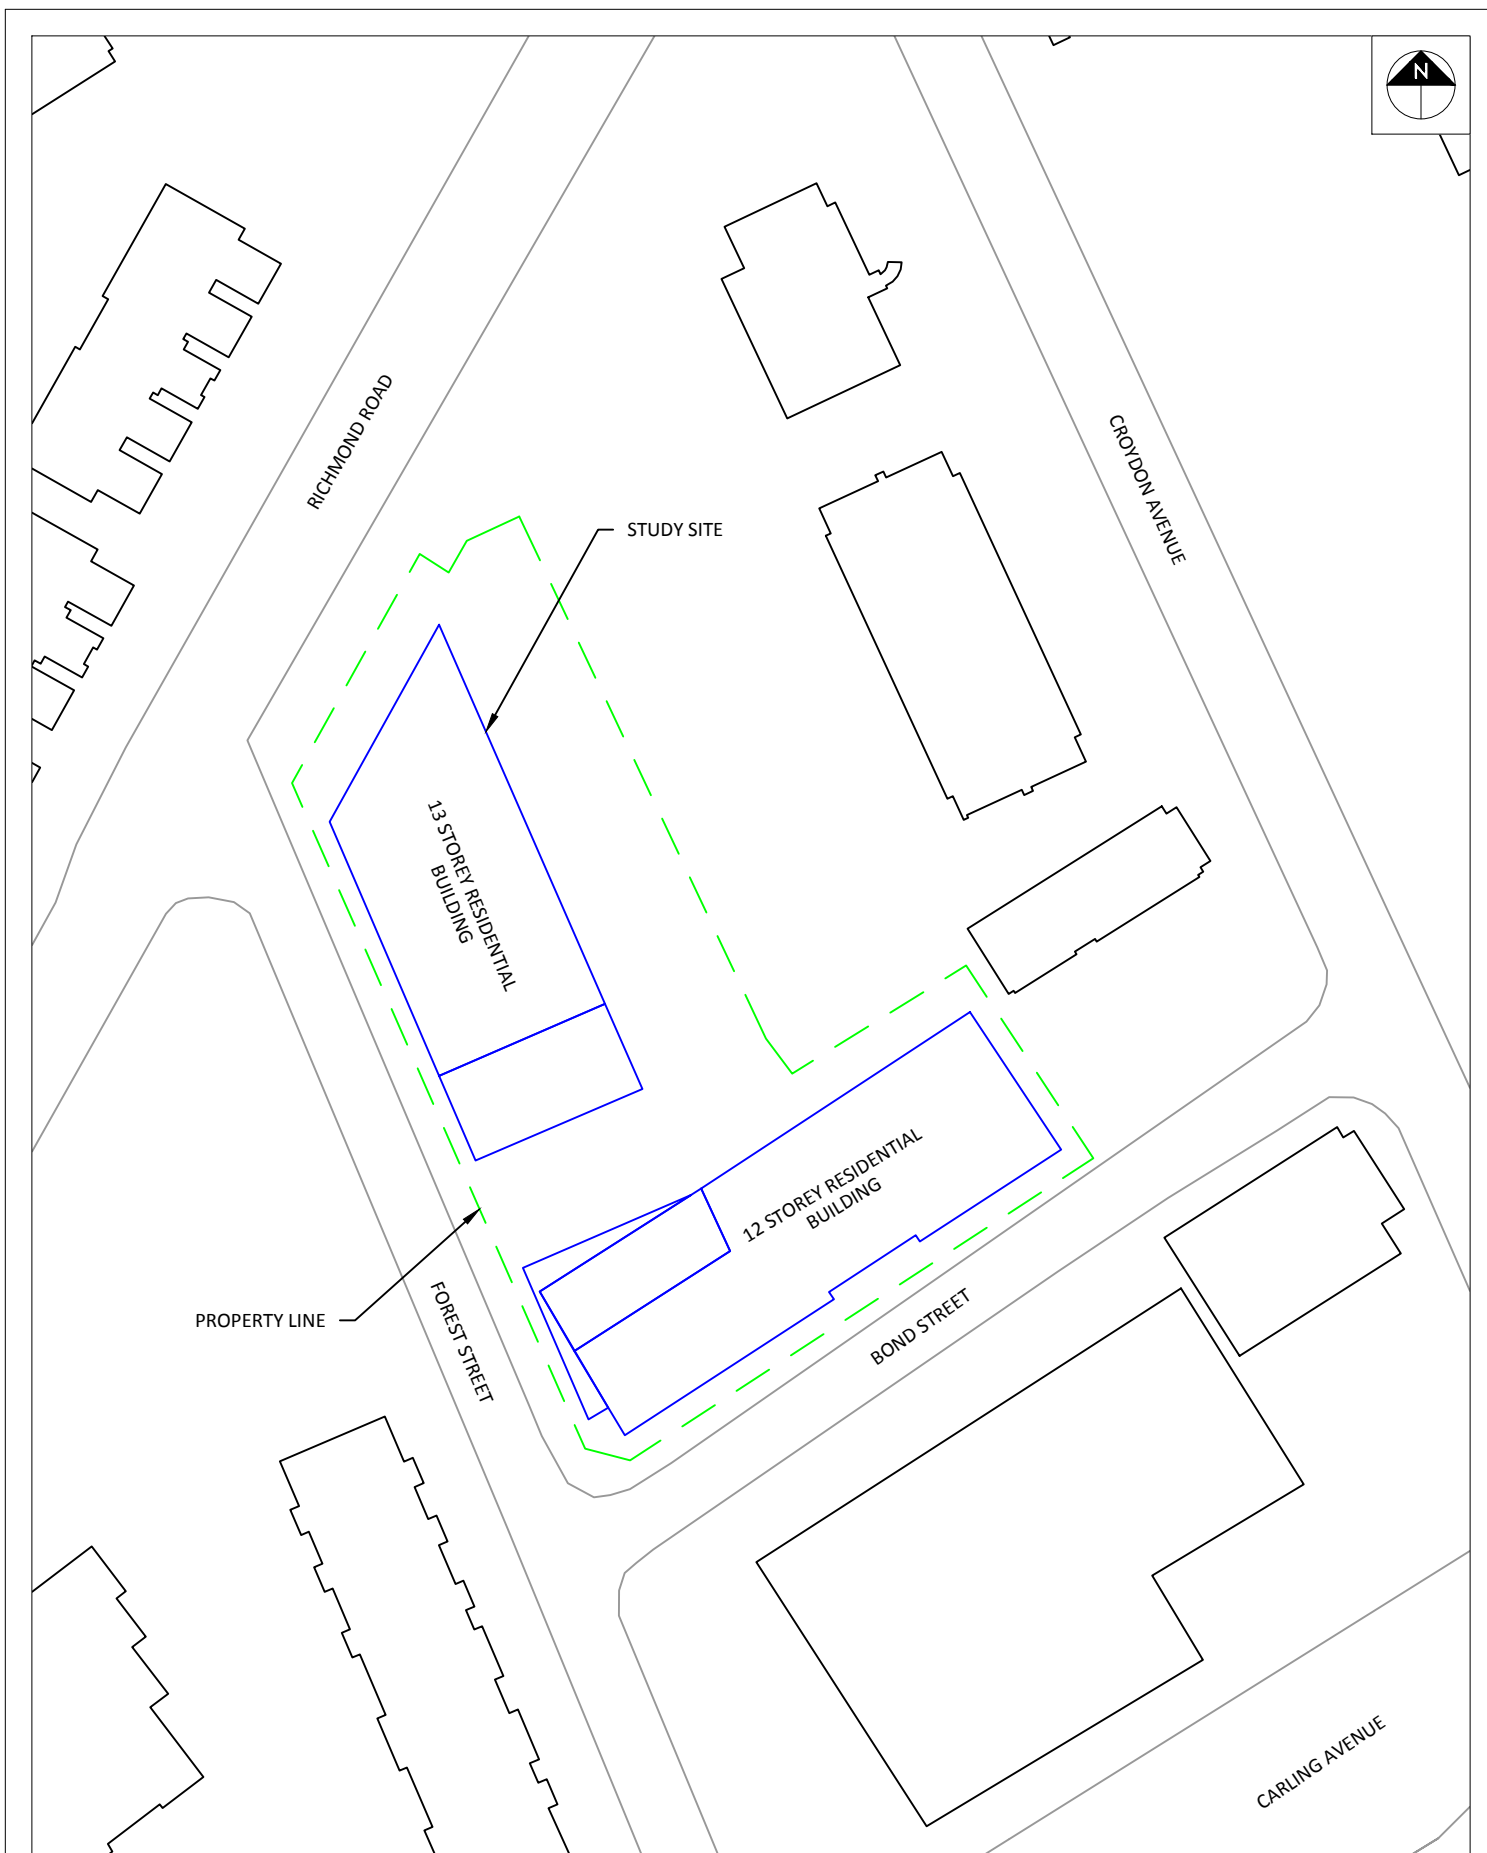 N
RICHMOND ROAD
CROYDON AVENUE
STUDY SITE
13 STOREY RESIDENTIAL
BUILDING
12 STOREY RESIDENTIAL
BUILDING
PROPERTY LINE
FOREST STREET
BOND STREET
CARLING AVENUE